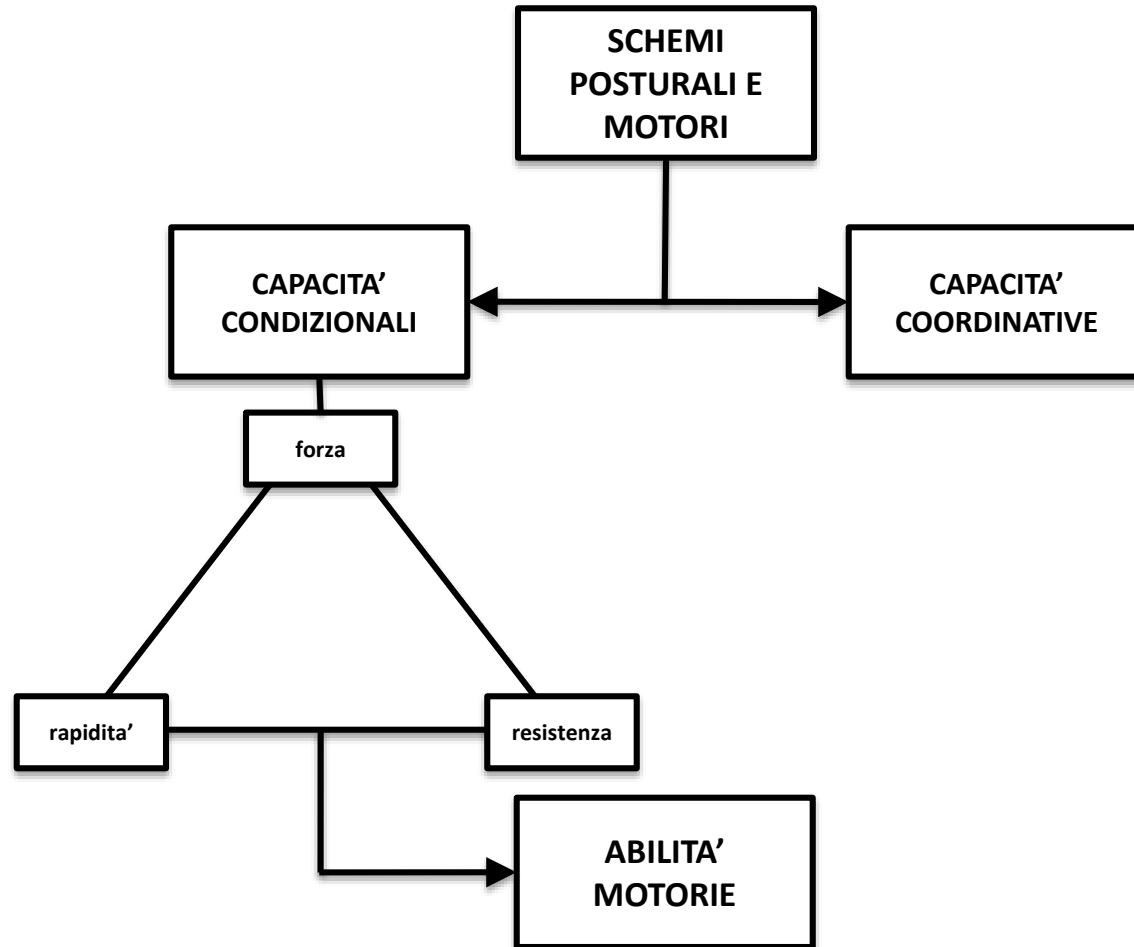 SCHEMI
POSTURALI E
MOTORI
CAPACITA’
CONDIZIONALI
CAPACITA’
COORDINATIVE
forza
rapidita’
resistenza
ABILITA’
MOTORIE